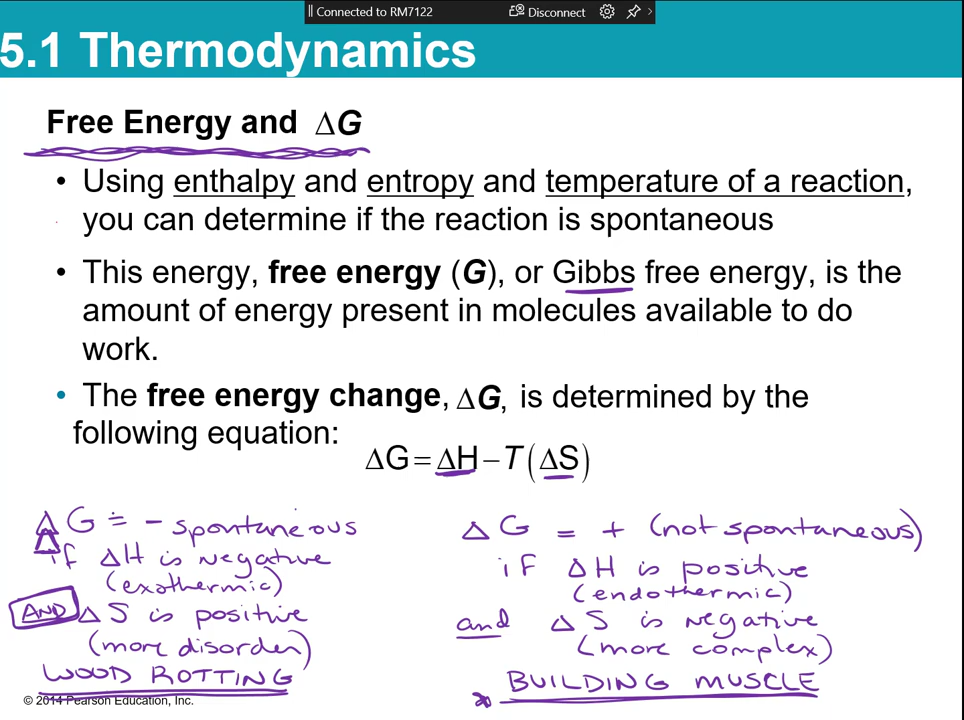 Connected to RM7122 Disconnect
5.1 Thermodynamics
Free Energy and ΔG
• Using enthalpy and entropy and temperature of a reaction,
you can determine if the reaction is spontaneous
• This energy, free energy (G), or Gibbs free energy, is the
amount of energy present in molecules available to do
work.
• The free energy change, ΔG, is determined by the
following equation:
ΔG = ΔH – T(ΔS)
ΔG = - spontaneous
if ΔH is negative
(exothermic)
AND ΔS is positive
(more disorder)
WOOD ROTTING
ΔG = + (not spontaneous)
if ΔH is positive
(endothermic)
and ΔS is negative
(more complex)
BUILDING MUSCLE
© 2014 Pearson Education, Inc.